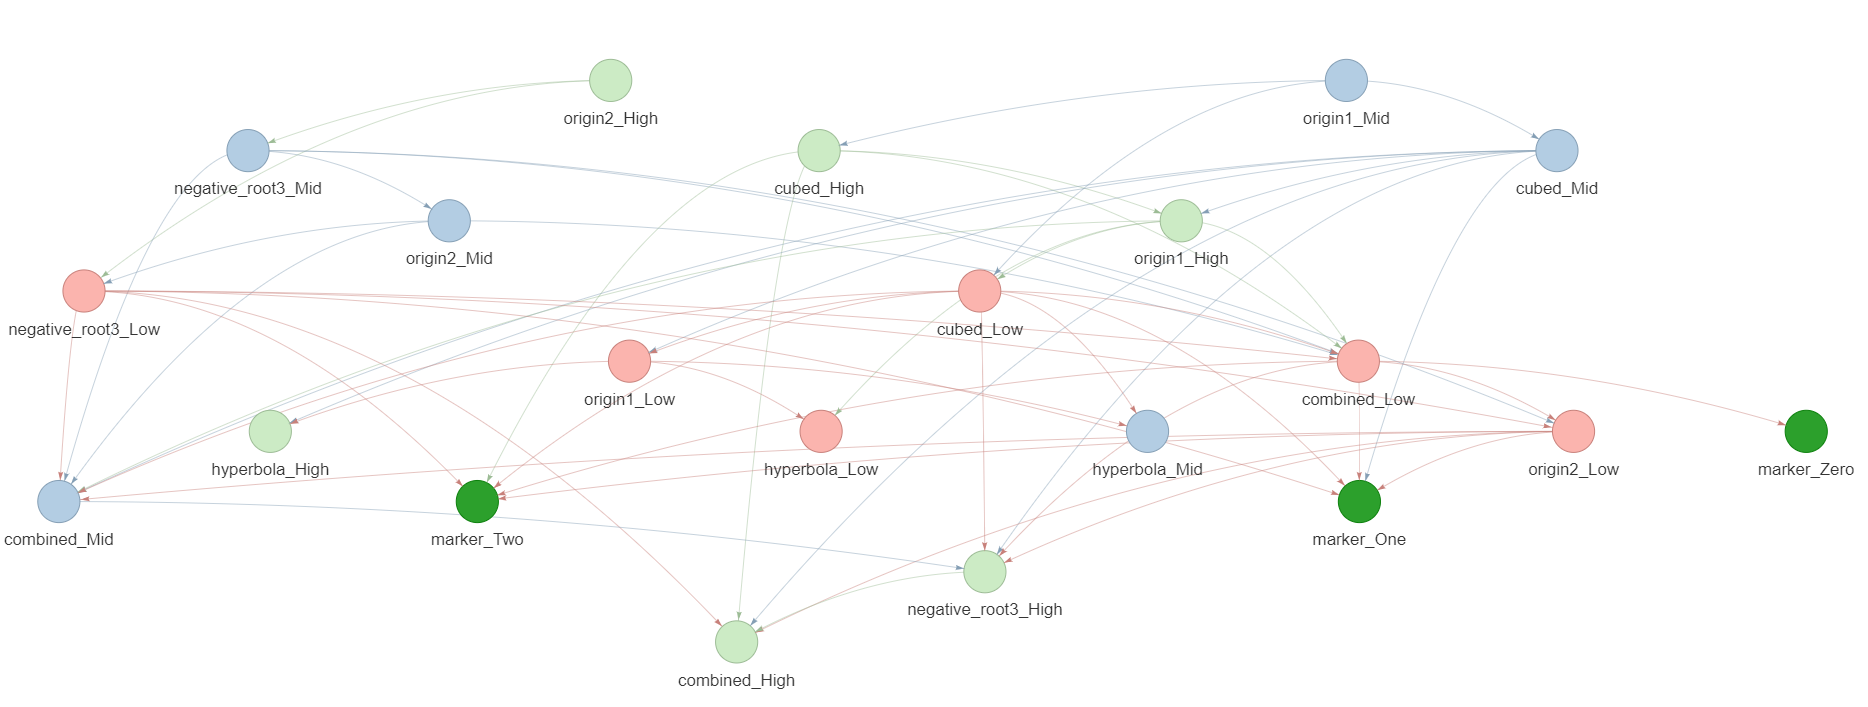 origin2_High
origin1_Mid
negative_root3_Mid
cubed_High
cubed_Mid
origin2_Mid
origin1_High
negative_root3_Low
cubed_Low
origin1_Low
combined_Low
hyperbola_High
hyperbola_Low
hyperbola_Mid
origin2_Low
marker_Zero
combined_Mid
marker_Two
marker_One
negative_root3_High
combined_High